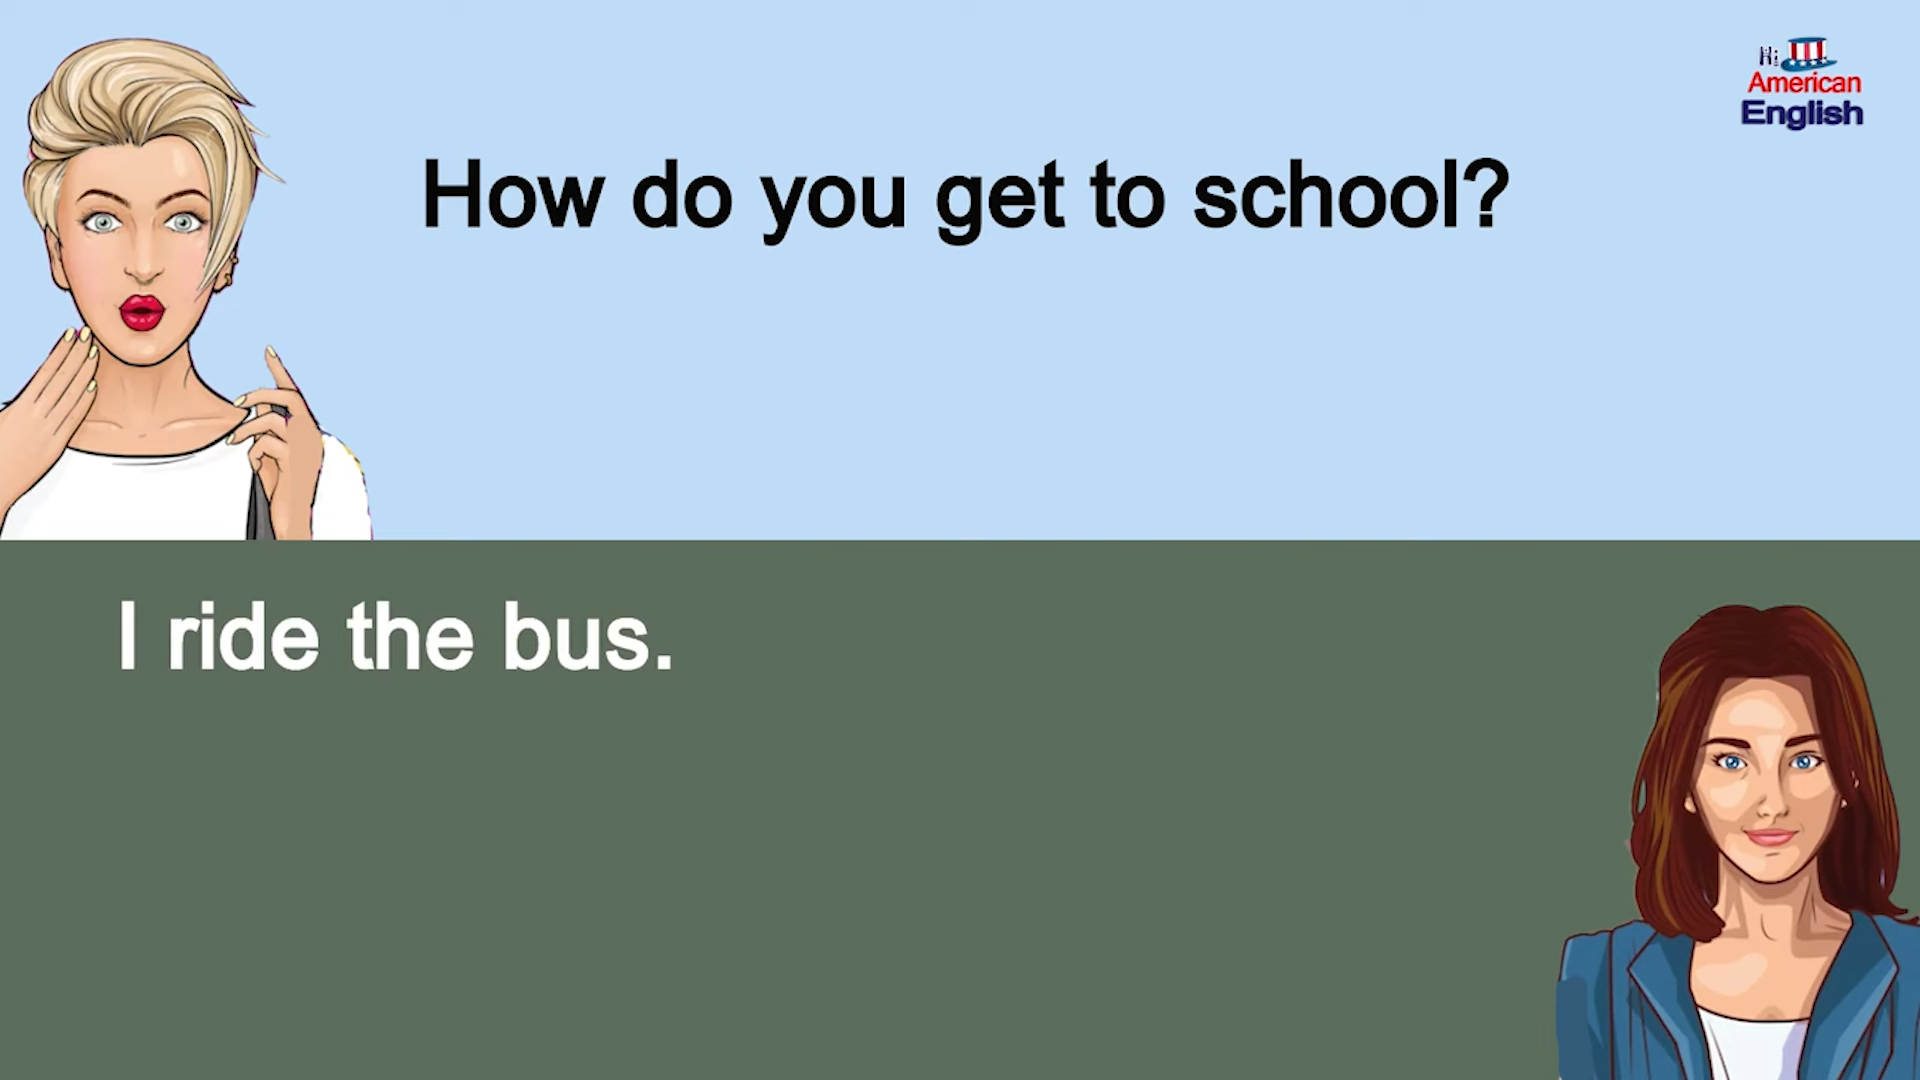 Hi
American
English
How do you get to school?
I ride the bus.